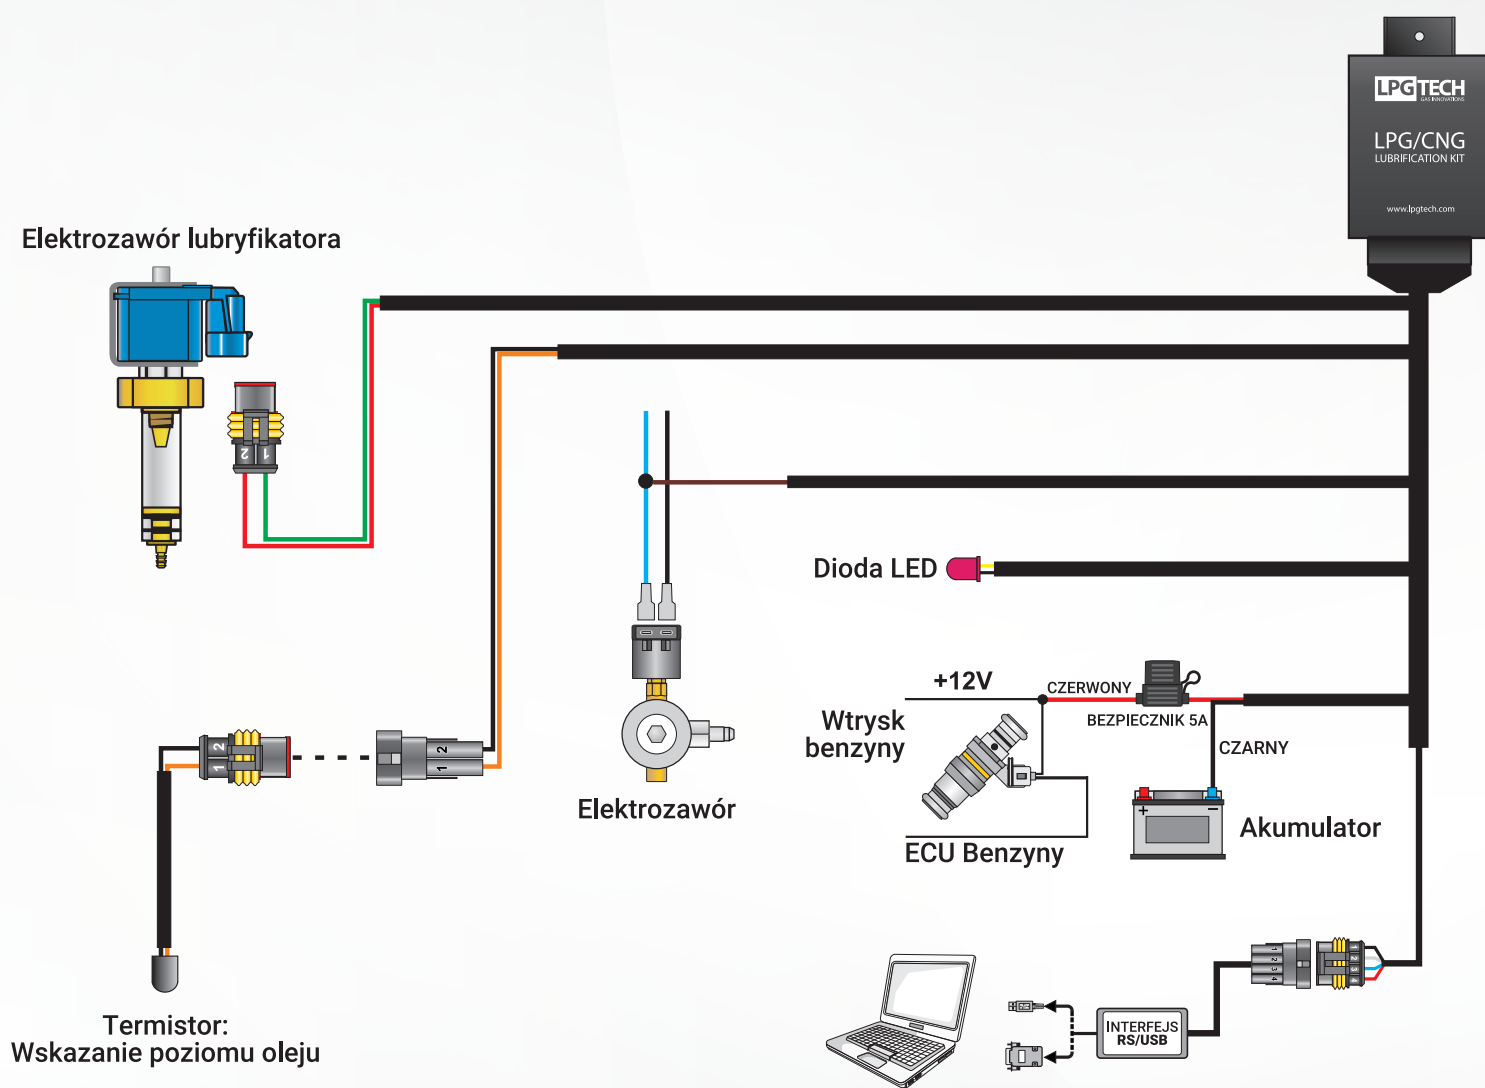 LPGTECH
GAS INNOVATIONS
LPG/CNG
LUBRIFICATION KIT
www.lpgtech.com
Elektrozawór lubryfikatora
2 1
Dioda LED
+12V
CZERWONY
BEZPIECZNIK 5A
Wtrysk
benzyny
CZARNY
2
1
2
1
Elektrozawór
+ −
Akumulator
ECU Benzyny
1
2
3
4
1
2
3
4
Termistor:
Wskazanie poziomu oleju
INTERFEJS
RS/USB